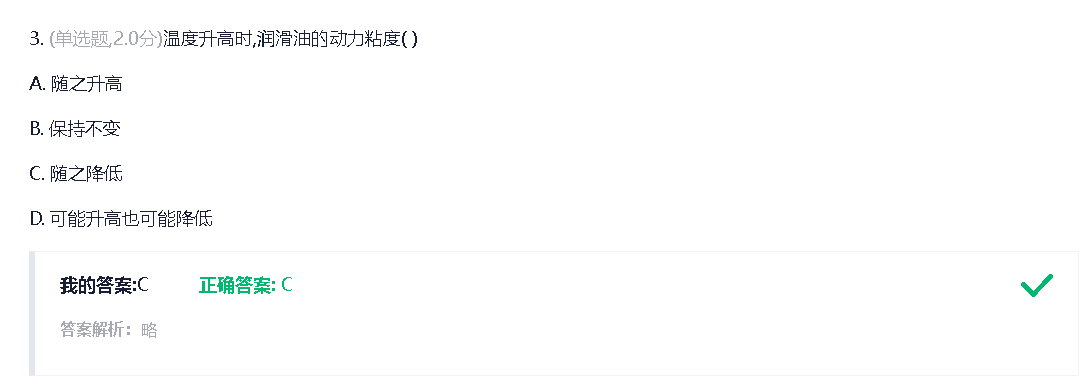 3. (单选题,2.0分)温度升高时,润滑油的动力粘度( )
A. 随之升高
B. 保持不变
C. 随之降低
D. 可能升高也可能降低
我的答案:C 正确答案: C
答案解析：略